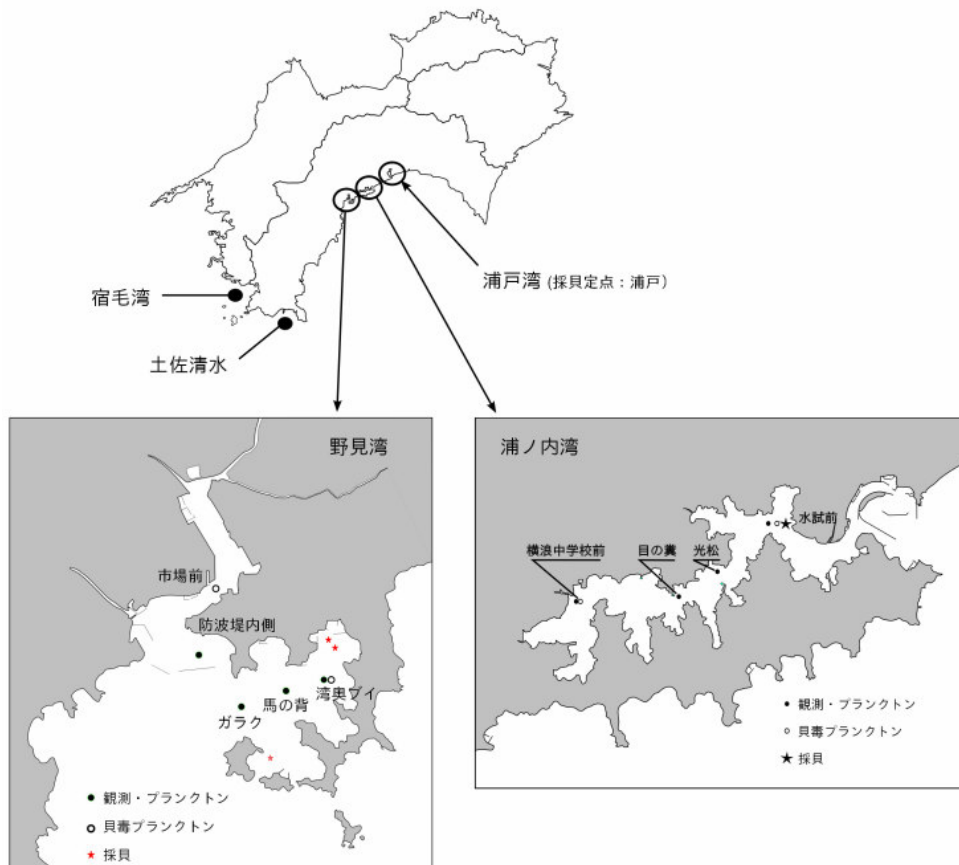 浦戸湾 (採貝定点：浦戸)
宿毛湾
土佐清水
野見湾
市場前
防波堤内側
湾奥ブイ
馬の背
ガラク
● 観測・プランクトン
○ 貝毒プランクトン
★ 採貝
浦ノ内湾
水試前
横浪中学校前
目の糞
光松
● 観測・プランクトン
○ 貝毒プランクトン
★ 採貝